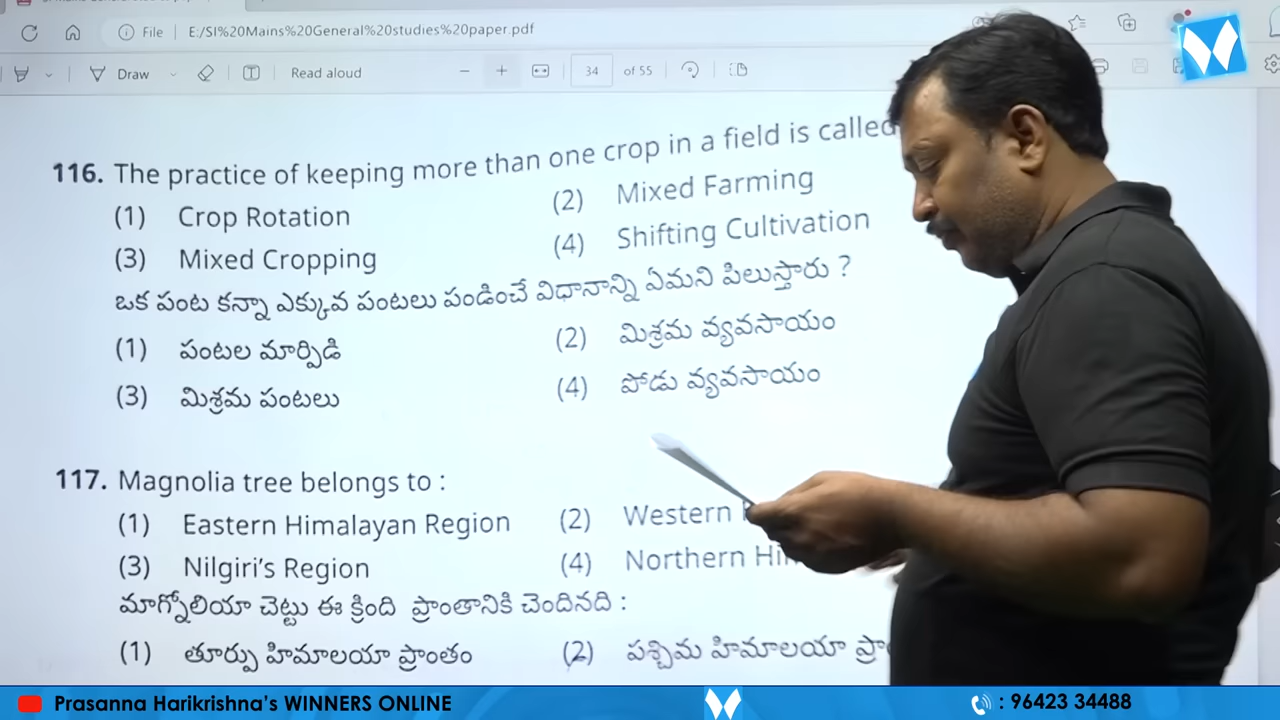 File E:/SI%20Mains%20General%20studies%20paper.pdf
Draw Read aloud 34 of 55
116. The practice of keeping more than one crop in a field is called
(1) Crop Rotation (2) Mixed Farming
(3) Mixed Cropping (4) Shifting Cultivation
ఒక పంట కన్నా ఎక్కువ పంటలు పండించే విధానాన్ని ఏమని పిలుస్తారు ?
(1) పంటల మార్పిడి (2) మిశ్రమ వ్యవసాయం
(3) మిశ్రమ పంటలు (4) పోడు వ్యవసాయం
117. Magnolia tree belongs to :
(1) Eastern Himalayan Region (2) Western
(3) Nilgiri's Region (4) Northern
మాగ్నోలియా చెట్టు ఈ క్రింది ప్రాంతానికి చెందినది :
(1) తూర్పు హిమాలయా ప్రాంతం (2) పశ్చిమ హిమాలయా
Prasanna Harikrishna's WINNERS ONLINE : 96423 34488